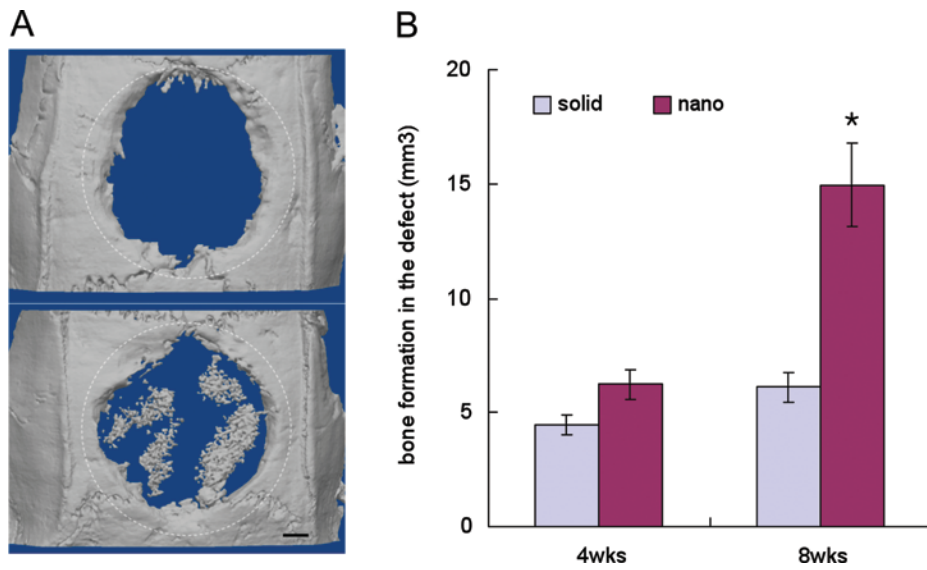 A
B
bone formation in the defect (mm3)
20
15
10
5
0
solid
nano
*
4wks
8wks